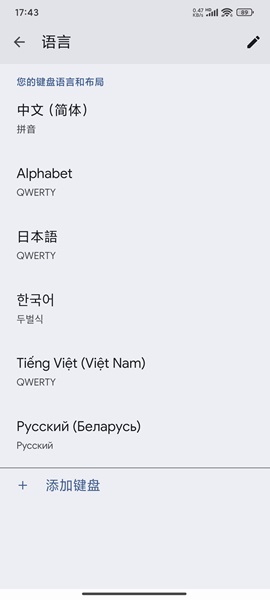 17:43 0.47 KB/s HD 89
语言
您的键盘语言和布局
中文 (简体)
拼音
Alphabet
QWERTY
日本語
QWERTY
한국어
두벌식
Tiếng Việt (Việt Nam)
QWERTY
Русский (Беларусь)
Русский
+ 添加键盘